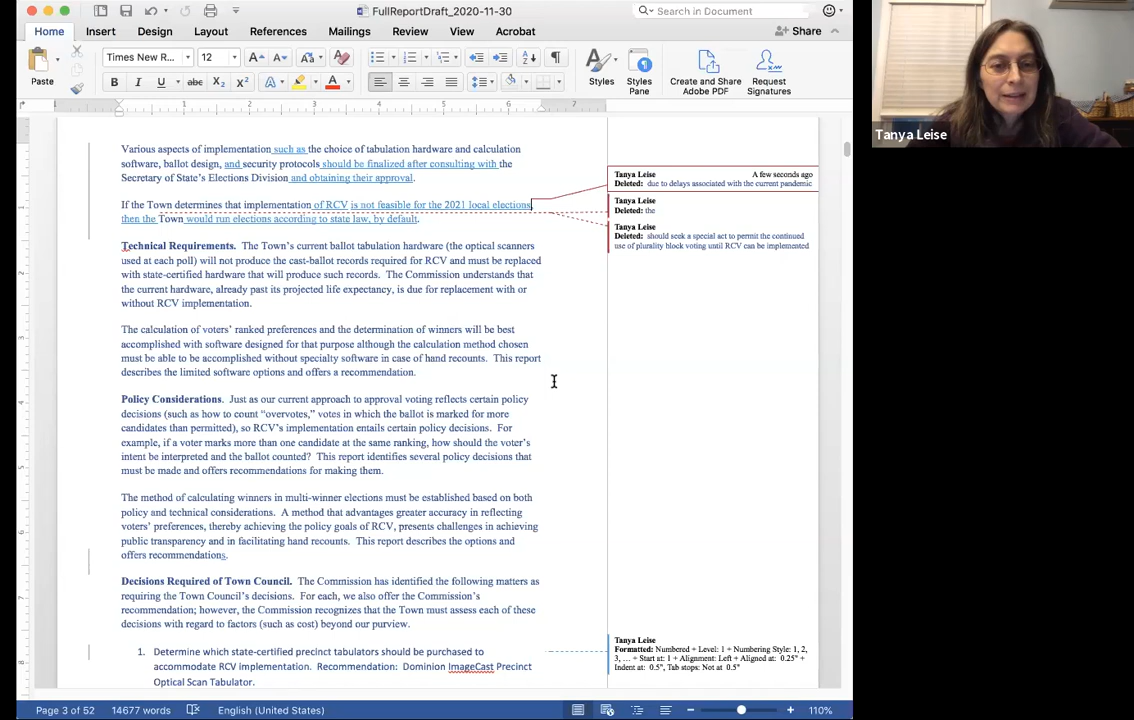 FullReportDraft_2020-11-30
Search in Document
Home Insert Design Layout References Mailings Review View Acrobat Share
Paste
Times New R... 12
Styles
Styles Pane
Create and Share Adobe PDF
Request Signatures
1 2 3 4 5 6 7
Various aspects of implementation such as the choice of tabulation hardware and calculation
software, ballot design, and security protocols should be finalized after consulting with the
Secretary of State's Elections Division and obtaining their approval.
If the Town determines that implementation of RCV is not feasible for the 2021 local elections,
then the Town would run elections according to state law, by default.
Technical Requirements. The Town's current ballot tabulation hardware (the optical scanners
used at each poll) will not produce the cast-ballot records required for RCV and must be replaced
with state-certified hardware that will produce such records. The Commission understands that
the current hardware, already past its projected life expectancy, is due for replacement with or
without RCV implementation.
The calculation of voters' ranked preferences and the determination of winners will be best
accomplished with software designed for that purpose although the calculation method chosen
must be able to be accomplished without specialty software in case of hand recounts. This report
describes the limited software options and offers a recommendation.
Policy Considerations. Just as our current approach to approval voting reflects certain policy
decisions (such as how to count "overvotes," votes in which the ballot is marked for more
candidates than permitted), so RCV's implementation entails certain policy decisions. For
example, if a voter marks more than one candidate at the same ranking, how should the voter's
intent be interpreted and the ballot counted? This report identifies several policy decisions that
must be made and offers recommendations for making them.
The method of calculating winners in multi-winner elections must be established based on both
policy and technical considerations. A method that advantages greater accuracy in reflecting
voters' preferences, thereby achieving the policy goals of RCV, presents challenges in achieving
public transparency and in facilitating hand recounts. This report describes the options and
offers recommendations.
Decisions Required of Town Council. The Commission has identified the following matters as
requiring the Town Council's decisions. For each, we also offer the Commission's
recommendation; however, the Commission recognizes that the Town must assess each of these
decisions with regard to factors (such as cost) beyond our purview.
1. Determine which state-certified precinct tabulators should be purchased to
accommodate RCV implementation. Recommendation: Dominion ImageCast Precinct
Optical Scan Tabulator.
Tanya Leise A few seconds ago
Deleted: due to delays associated with the current pandemic
Tanya Leise
Deleted: the
Tanya Leise
Deleted: should seek a special act to permit the continued
use of plurality block voting until RCV can be implemented
Tanya Leise
Formatted: Numbered + Level: 1 + Numbering Style: 1, 2,
3, … + Start at: 1 + Alignment: Left + Aligned at: 0.25" +
Indent at: 0.5", Tab stops: Not at 0.5"
Page 3 of 52 14677 words English (United States) 110%
Tanya Leise